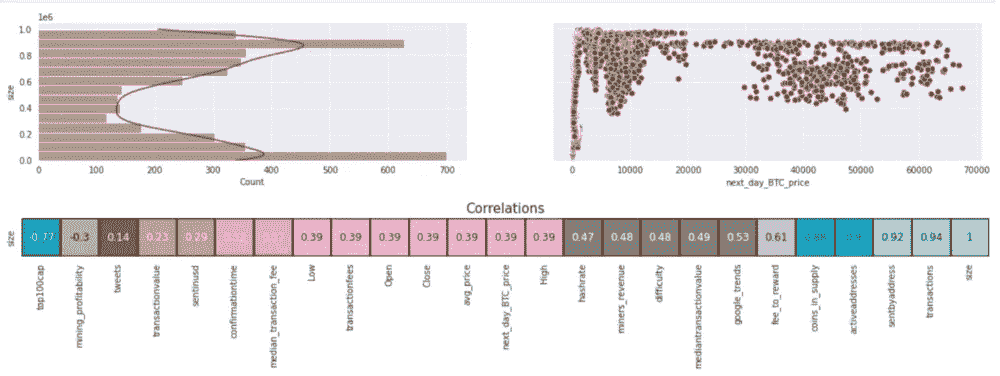 1e6
1.0
0.8
0.6
0.4
0.2
0.0
size
0 100 200 300 400 500 600 700
Count
0 10000 20000 30000 40000 50000 60000 70000
next_day_BTC_price
Correlations
size
-0.77 -0.3 0.14 0.23 0.29 0.39 0.39 0.39 0.39 0.39 0.39 0.39 0.47 0.48 0.48 0.49 0.53 0.61 0.9 0.92 0.94 1
top100cap
mining_profitability
tweets
transactionvalue
sentinusd
confirmationtime
median_transaction_fee
Low
transactionfees
Open
Close
avg_price
next_day_BTC_price
High
hashrate
miners_revenue
difficulty
mediantransactionvalue
google_trends
fee_to_reward
coins_in_supply
activeaddresses
sentbyaddress
transactions
size